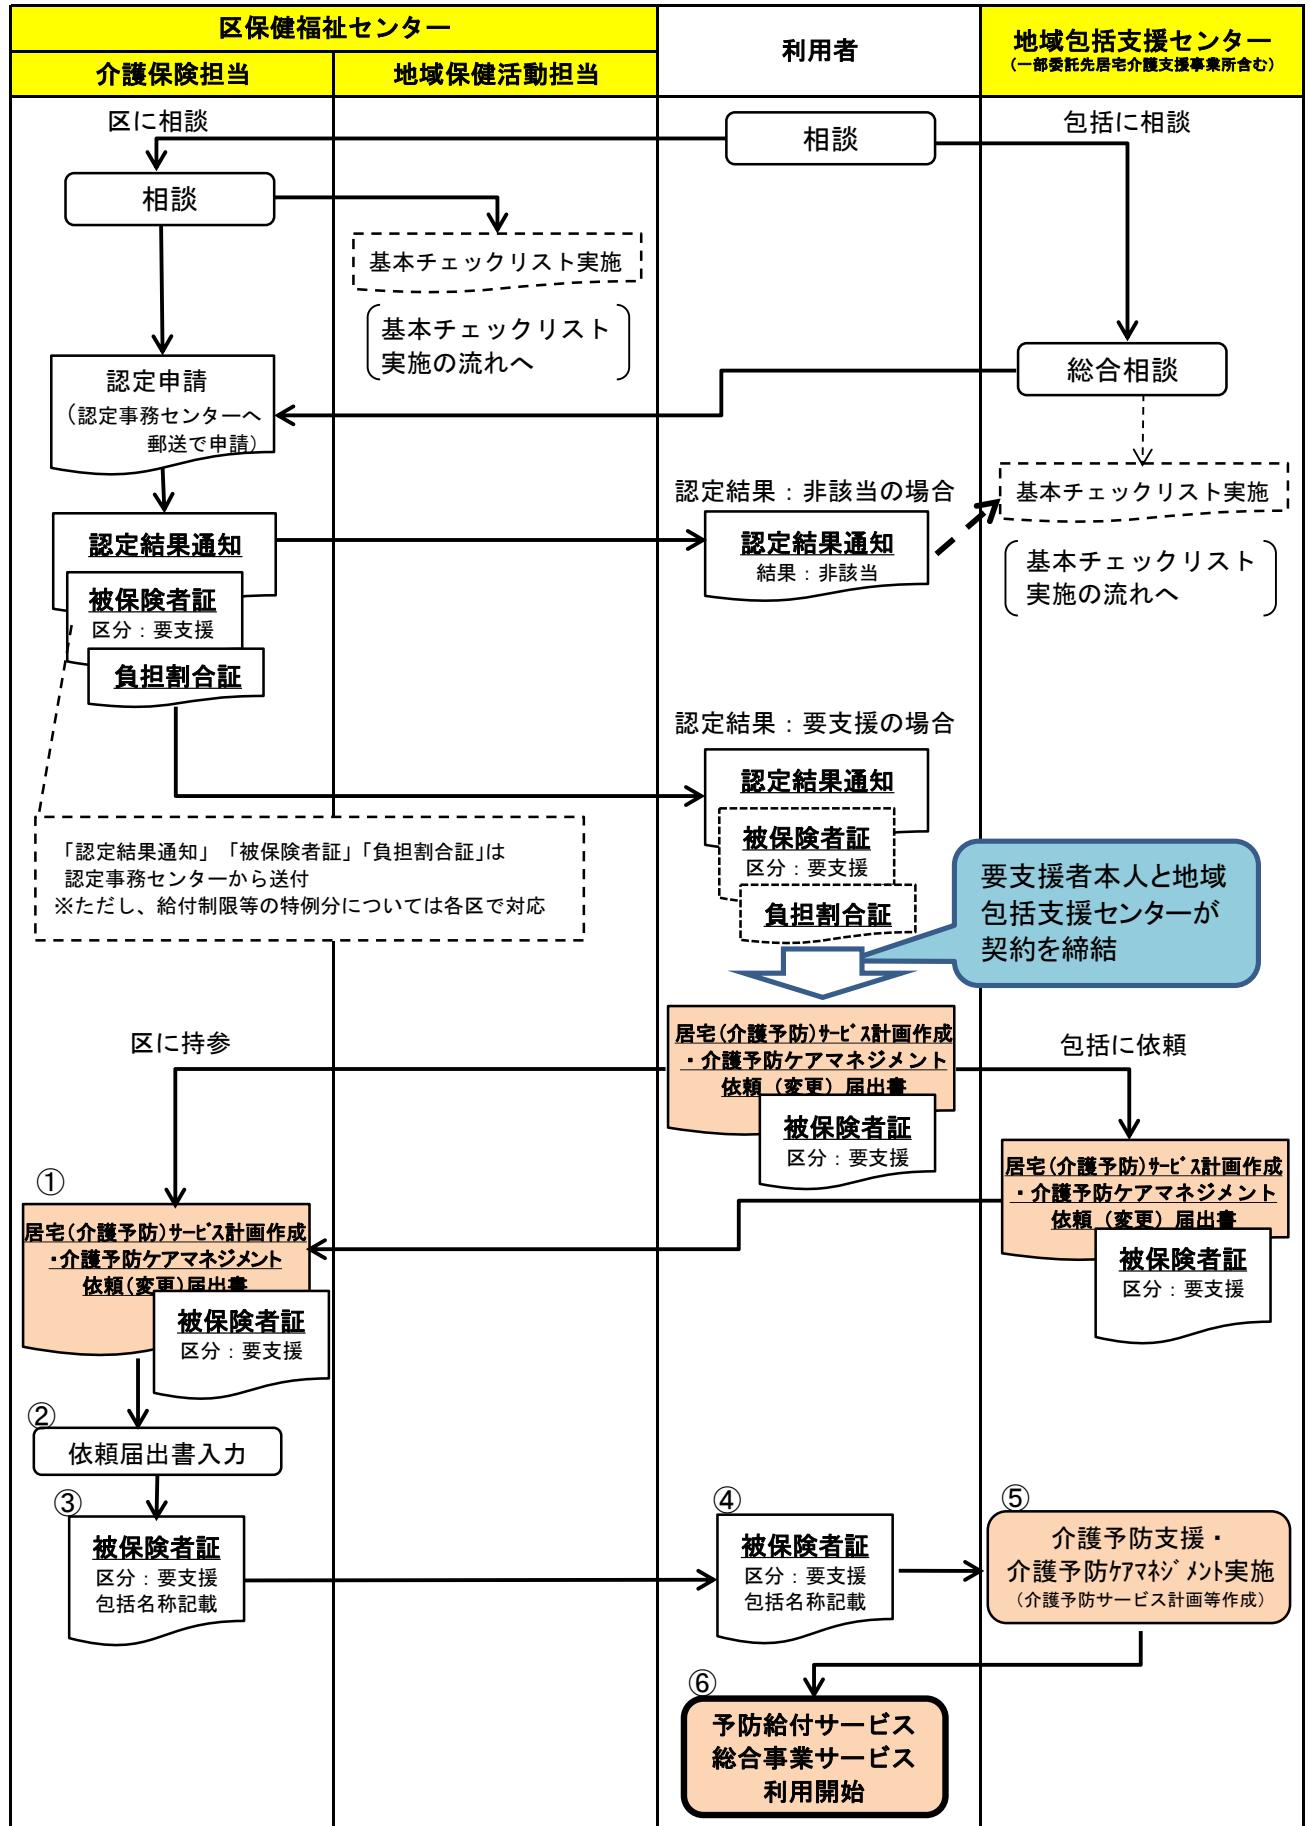 区保健福祉センター
介護保険担当
地域保健活動担当
利用者
地域包括支援センター
（一部委託先居宅介護支援事業所含む）
区に相談
相談
包括に相談
相談
基本チェックリスト実施
基本チェックリスト
実施の流れへ
認定申請
（認定事務センターへ
郵送で申請）
総合相談
基本チェックリスト実施
基本チェックリスト
実施の流れへ
認定結果：非該当の場合
認定結果通知
結果：非該当
認定結果通知
被保険者証
区分：要支援
負担割合証
認定結果：要支援の場合
認定結果通知
被保険者証
区分：要支援
負担割合証
「認定結果通知」「被保険者証」「負担割合証」は
認定事務センターから送付
※ただし、給付制限等の特例分については各区で対応
要支援者本人と地域
包括支援センターが
契約を締結
居宅(介護予防)ｻｰﾋﾞｽ計画作成
・介護予防ケアマネジメント
依頼（変更）届出書
被保険者証
区分：要支援
区に持参
包括に依頼
居宅(介護予防)ｻｰﾋﾞｽ計画作成
・介護予防ケアマネジメント
依頼（変更）届出書
被保険者証
区分：要支援
①
居宅(介護予防)サービス計画作成
・介護予防ケアマネジメント
依頼(変更)届出書
被保険者証
区分：要支援
②
依頼届出書入力
③
被保険者証
区分：要支援
包括名称記載
④
被保険者証
区分：要支援
包括名称記載
⑤
介護予防支援・
介護予防ｹｱﾏﾈｼﾞﾒﾝﾄ実施
（介護予防サービス計画等作成）
⑥
予防給付サービス
総合事業サービス
利用開始